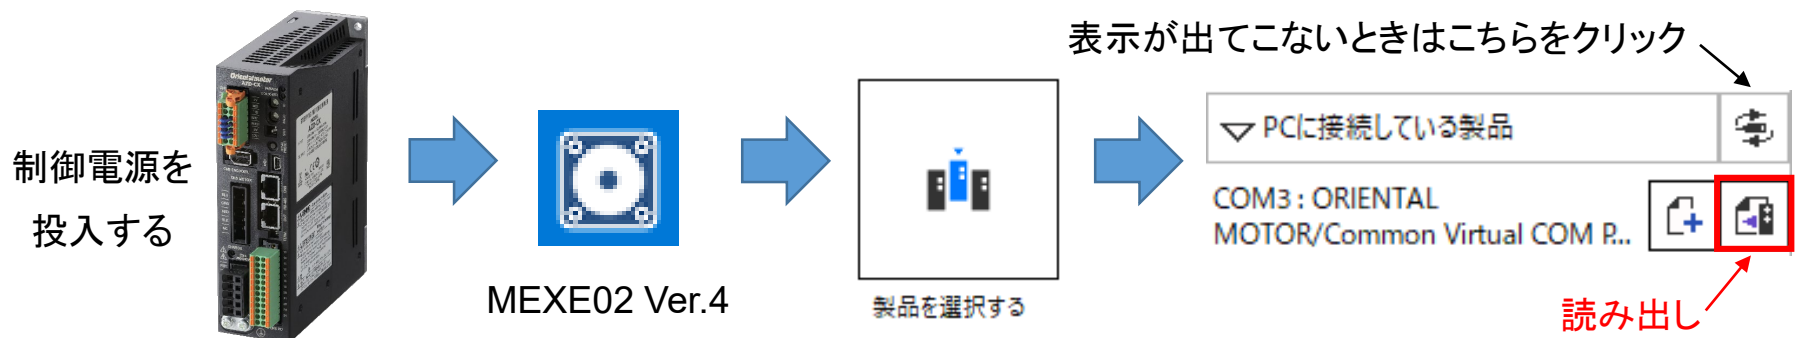 表示が出てこないときはこちらをクリック
Orientalmotor
AZD-CX
制御電源を
投入する
MEXE02 Ver.4
製品を選択する
PCに接続している製品
COM3 : ORIENTAL
MOTOR/Common Virtual COM P...
読み出し